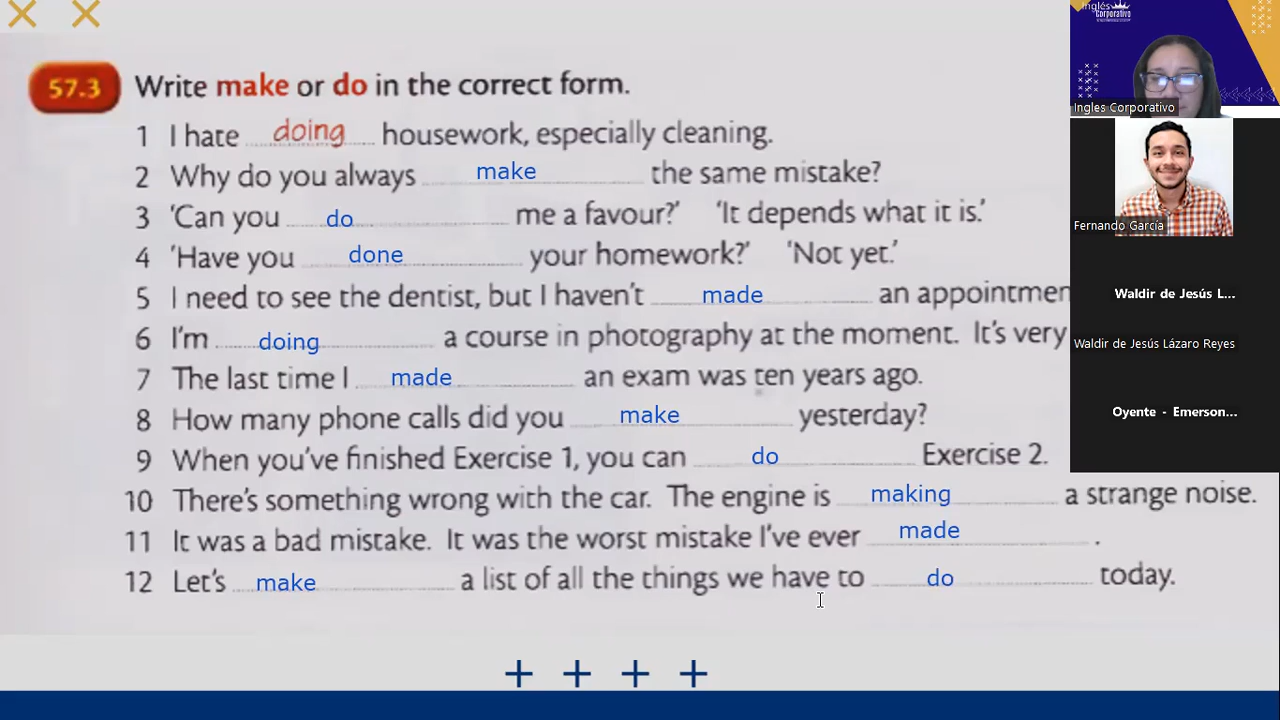 57.3 Write make or do in the correct form.
1 I hate doing housework, especially cleaning.
2 Why do you always make the same mistake?
3 'Can you do me a favour?' 'It depends what it is.'
4 'Have you done your homework?' 'Not yet.'
5 I need to see the dentist, but I haven't made an appointmen
6 I'm doing a course in photography at the moment. It's very
7 The last time I made an exam was ten years ago.
8 How many phone calls did you make yesterday?
9 When you've finished Exercise 1, you can do Exercise 2.
10 There's something wrong with the car. The engine is making a strange noise.
11 It was a bad mistake. It was the worst mistake I've ever made .
12 Let's make a list of all the things we have to do today.
Inglés
Corporativo
Ingles Corporativo
Fernando García
Waldir de Jesús L...
Waldir de Jesús Lázaro Reyes
Oyente - Emerson...